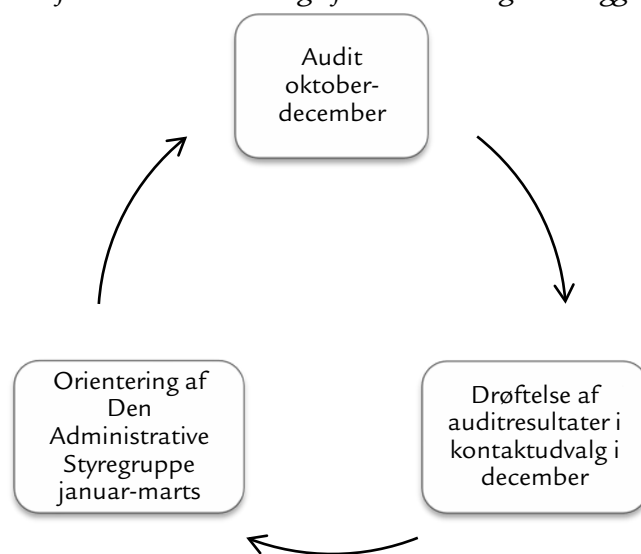 Audit
oktober-
december
Drøftelse af
auditresultater i
kontaktudvalg i
december
Orientering af
Den
Administrative
Styregruppe
januar-marts